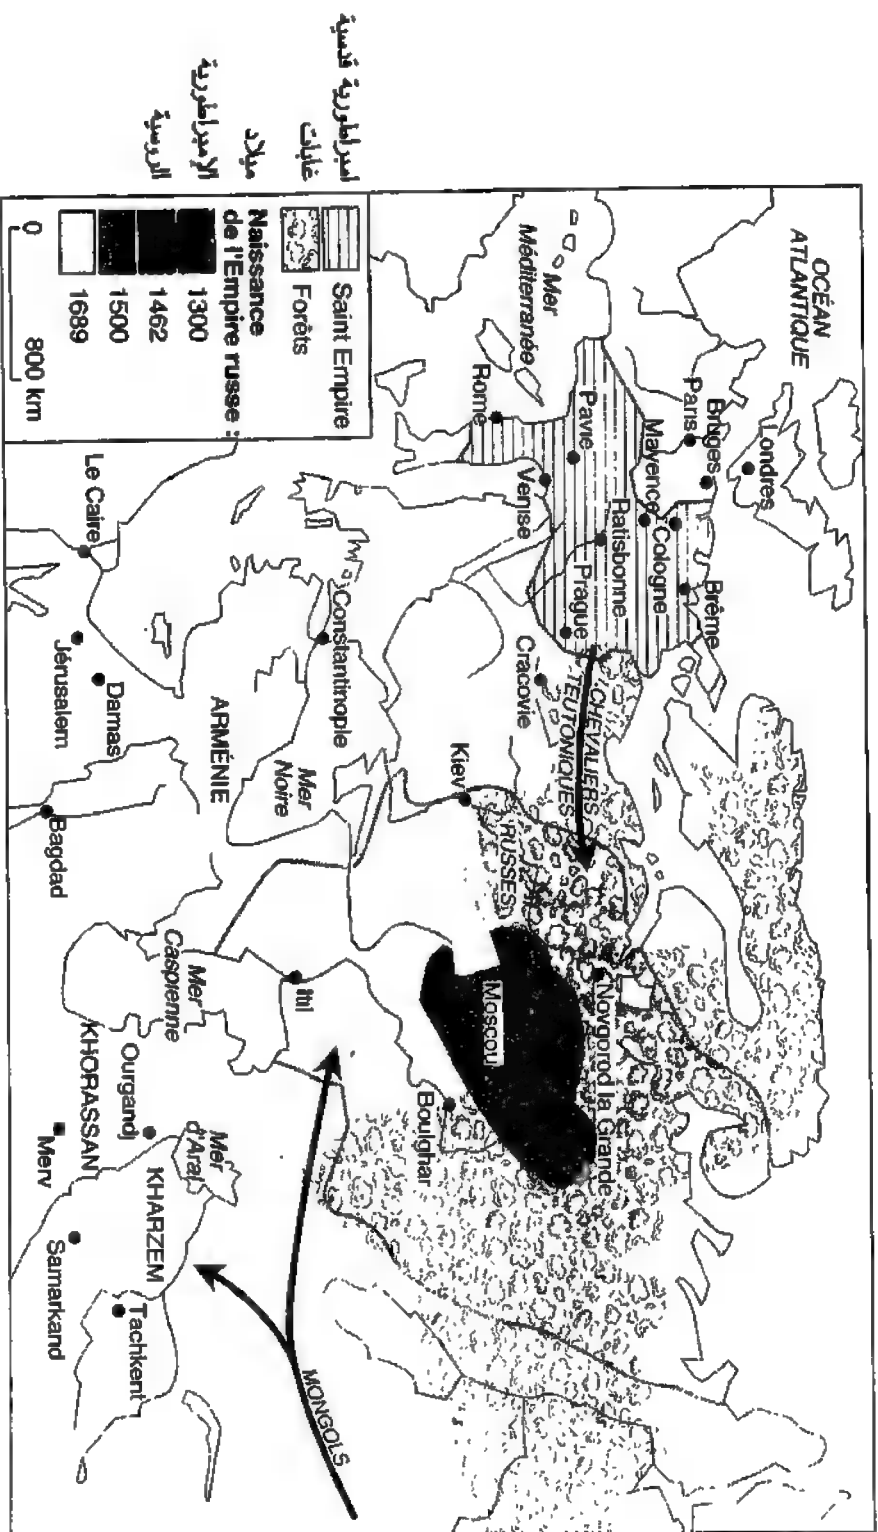 OCÉAN
ATLANTIQUE
Londres
Bruges
Paris
Brême
Cologne
Mayence
Ratisbonne
Prague
Pavie
Venise
Rome
Mer
Méditerranée
Cracovie
CHEVALIERS
TEUTONIQUES
Novgorod la Grande
RUSSES
Moscou
Kiev
Boulghar
Constantinople
Mer
Noire
ARMÉNIE
Itil
Mer
Caspienne
Mer
d'Aral
MONGOLS
Le Caire
Jérusalem
Damas
Bagdad
KHORASSAN
Ourgandj
Merv
KHARZEM
Samarkand
Tachkent
Saint Empire
Forêts
Naissance
de l'Empire russe :
1300
1462
1500
1689
0 800 km
امبراطورية قدسية
غابات
ميلاد
الإمبراطورية
الروسية